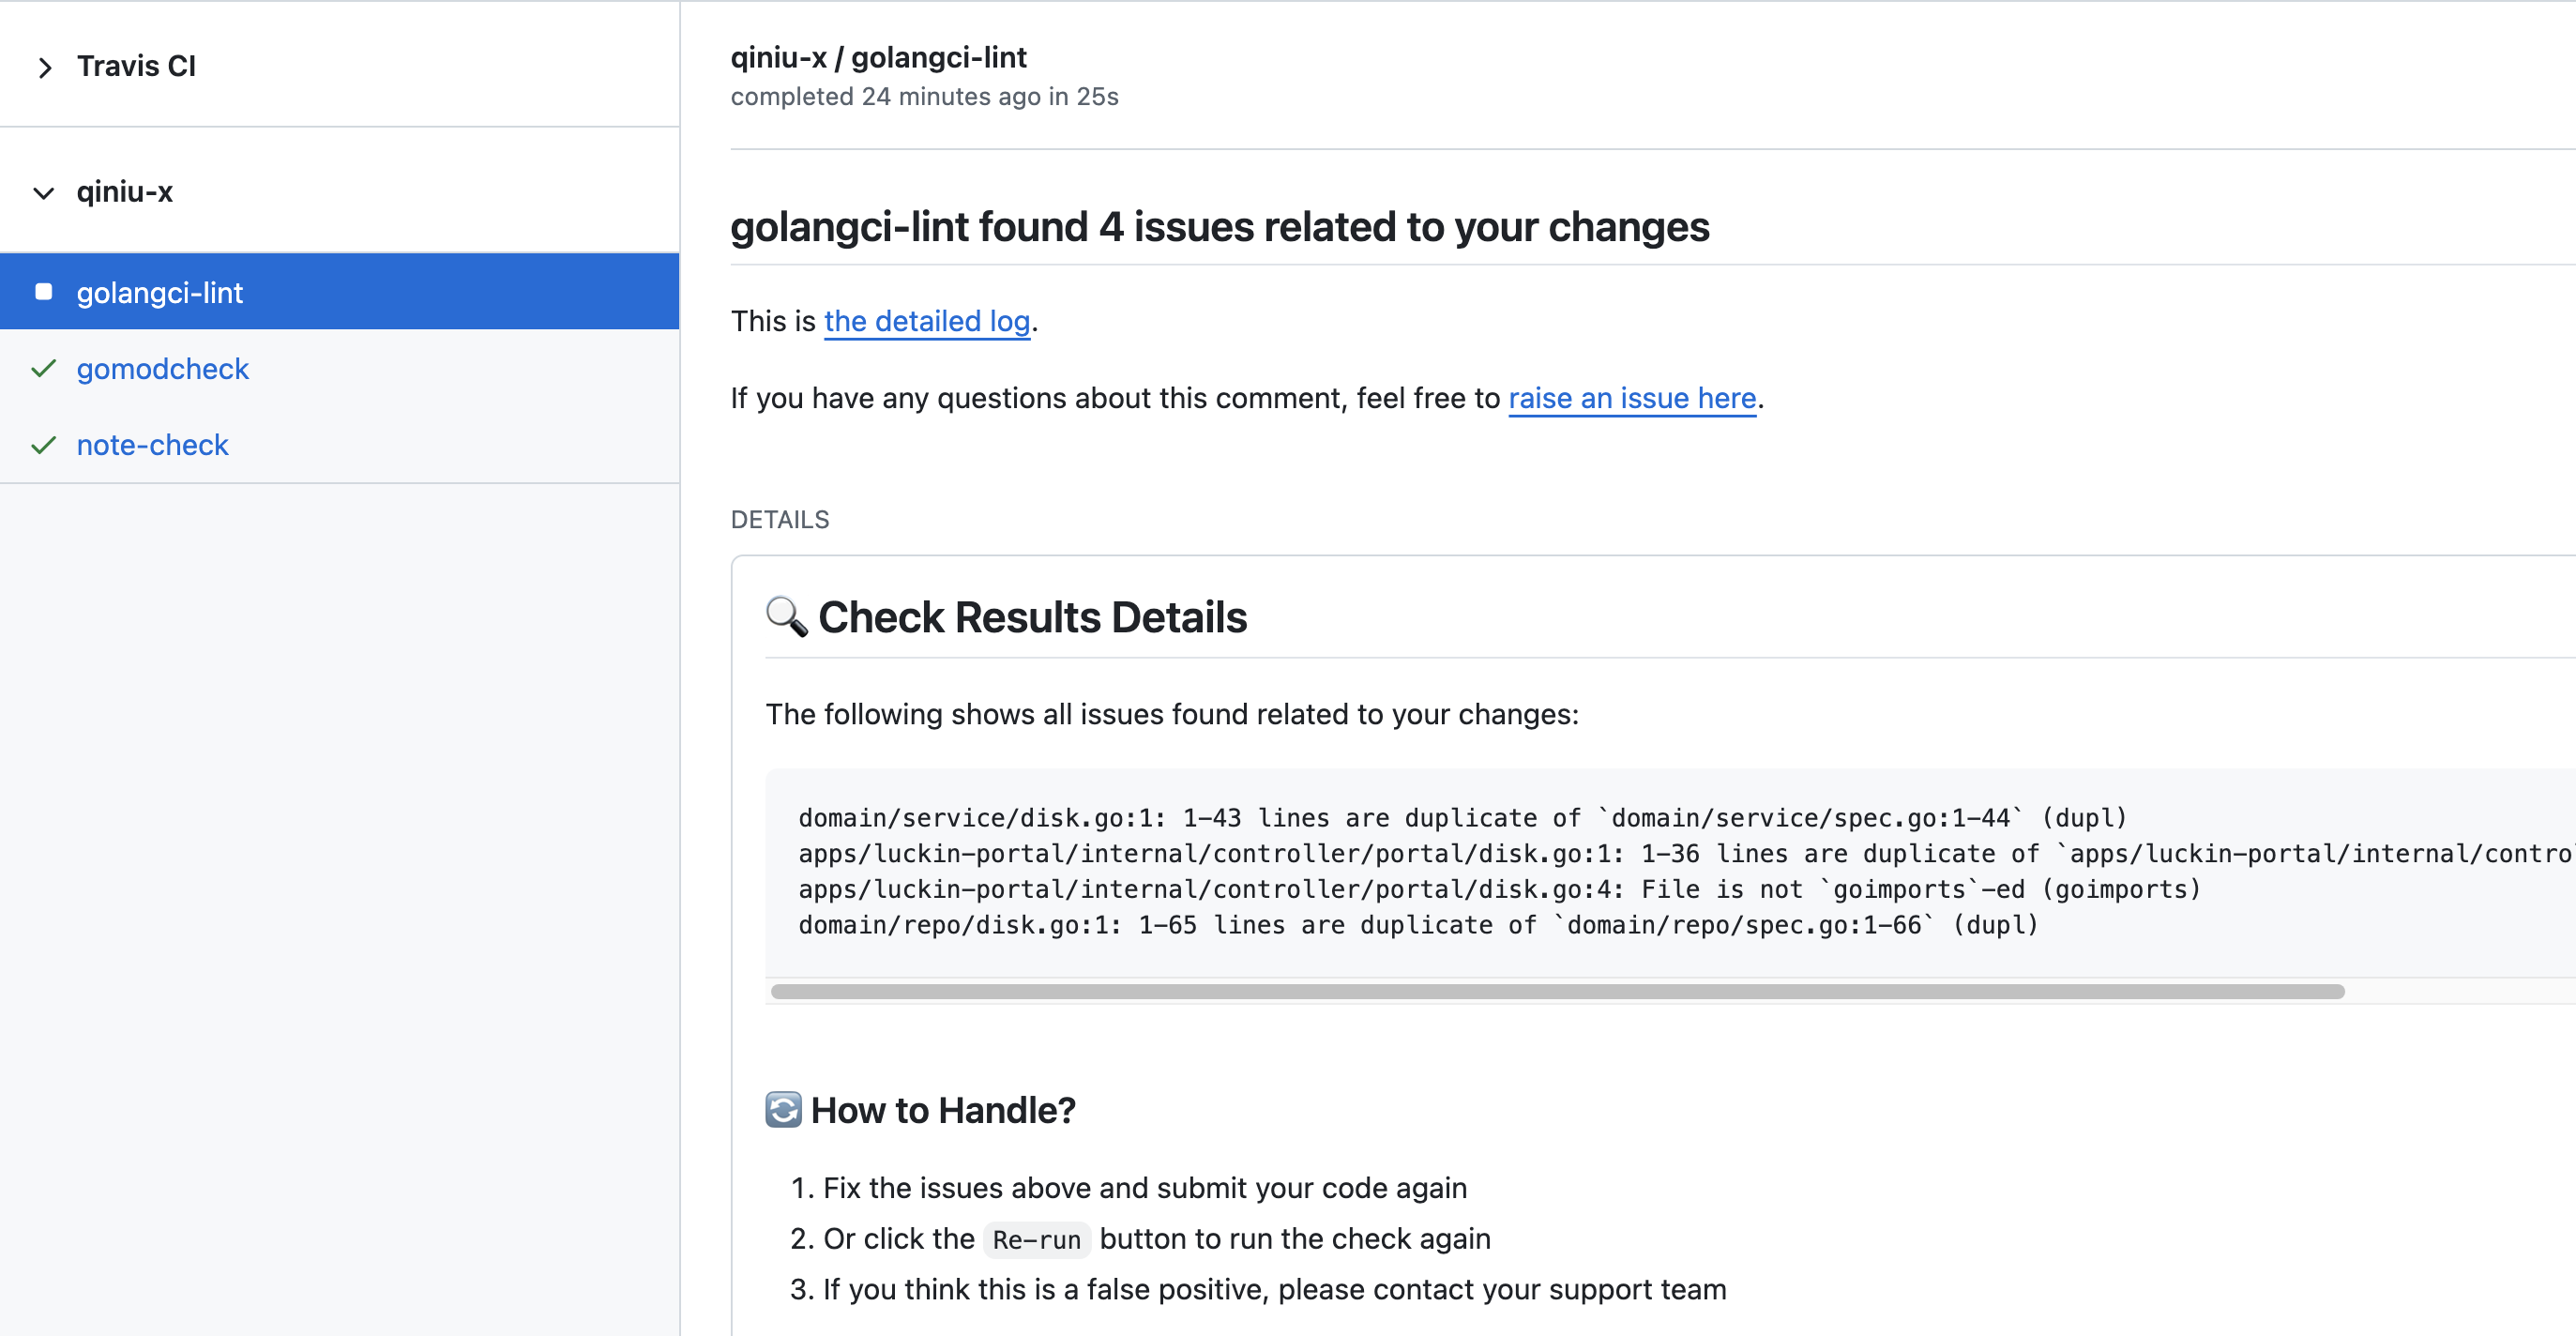 Travis CI
qiniu-x
golangci-lint
gomodcheck
note-check
qiniu-x / golangci-lint
completed 24 minutes ago in 25s
golangci-lint found 4 issues related to your changes
This is the detailed log.
If you have any questions about this comment, feel free to raise an issue here.
DETAILS
🔍 Check Results Details
The following shows all issues found related to your changes:
domain/service/disk.go:1: 1-43 lines are duplicate of `domain/service/spec.go:1-44` (dupl)
apps/luckin-portal/internal/controller/portal/disk.go:1: 1-36 lines are duplicate of `apps/luckin-portal/internal/contro
apps/luckin-portal/internal/controller/portal/disk.go:4: File is not `goimports`-ed (goimports)
domain/repo/disk.go:1: 1-65 lines are duplicate of `domain/repo/spec.go:1-66` (dupl)
🔄 How to Handle?
1. Fix the issues above and submit your code again
2. Or click the Re-run button to run the check again
3. If you think this is a false positive, please contact your support team